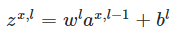 z^{x,l} = w^l a^{x,l-1} + b^l